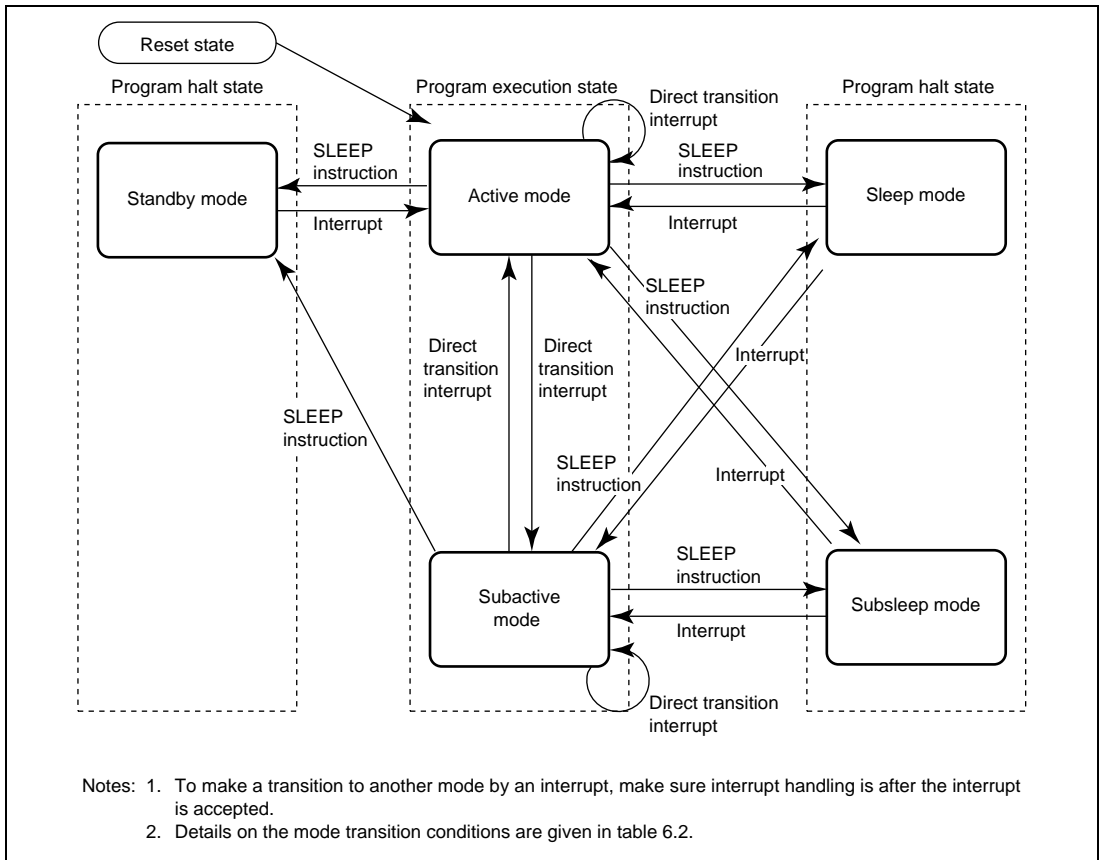 Reset state
Program halt state
Program execution state
Program halt state
Direct transition
interrupt
SLEEP
instruction
SLEEP
instruction
Standby mode
Active mode
Sleep mode
Interrupt
Interrupt
SLEEP
instruction
Direct
transition
interrupt
Direct
transition
interrupt
Interrupt
SLEEP
instruction
SLEEP
instruction
Interrupt
SLEEP
instruction
Subactive
mode
Subsleep mode
Interrupt
Direct transition
interrupt
Notes: 1. To make a transition to another mode by an interrupt, make sure interrupt handling is after the interrupt
is accepted.
2. Details on the mode transition conditions are given in table 6.2.